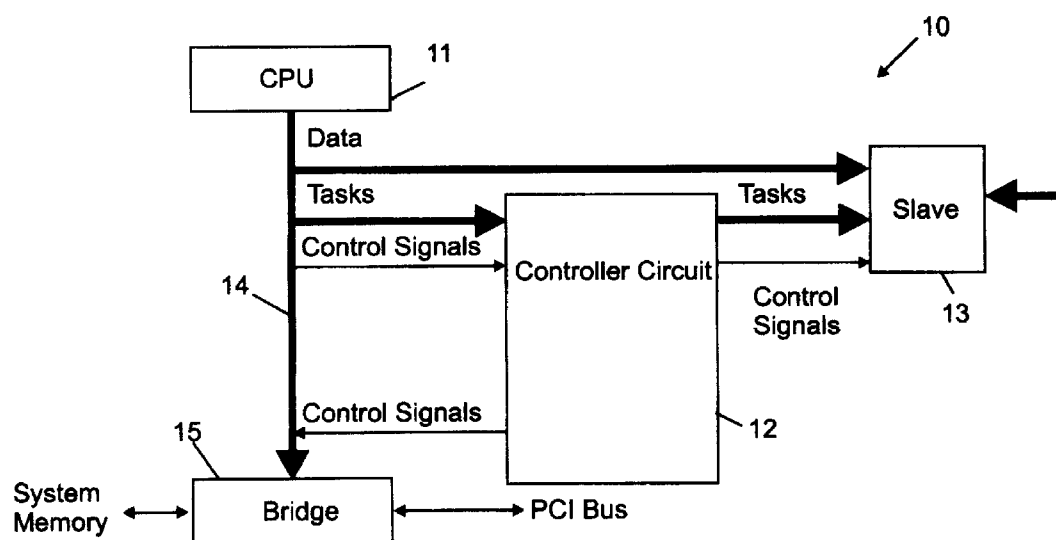 10
CPU
11
Data
Tasks
Tasks
Slave
Control Signals
Controller Circuit
14
Control
Signals
13
Control Signals
12
15
System
Memory
Bridge
PCI Bus